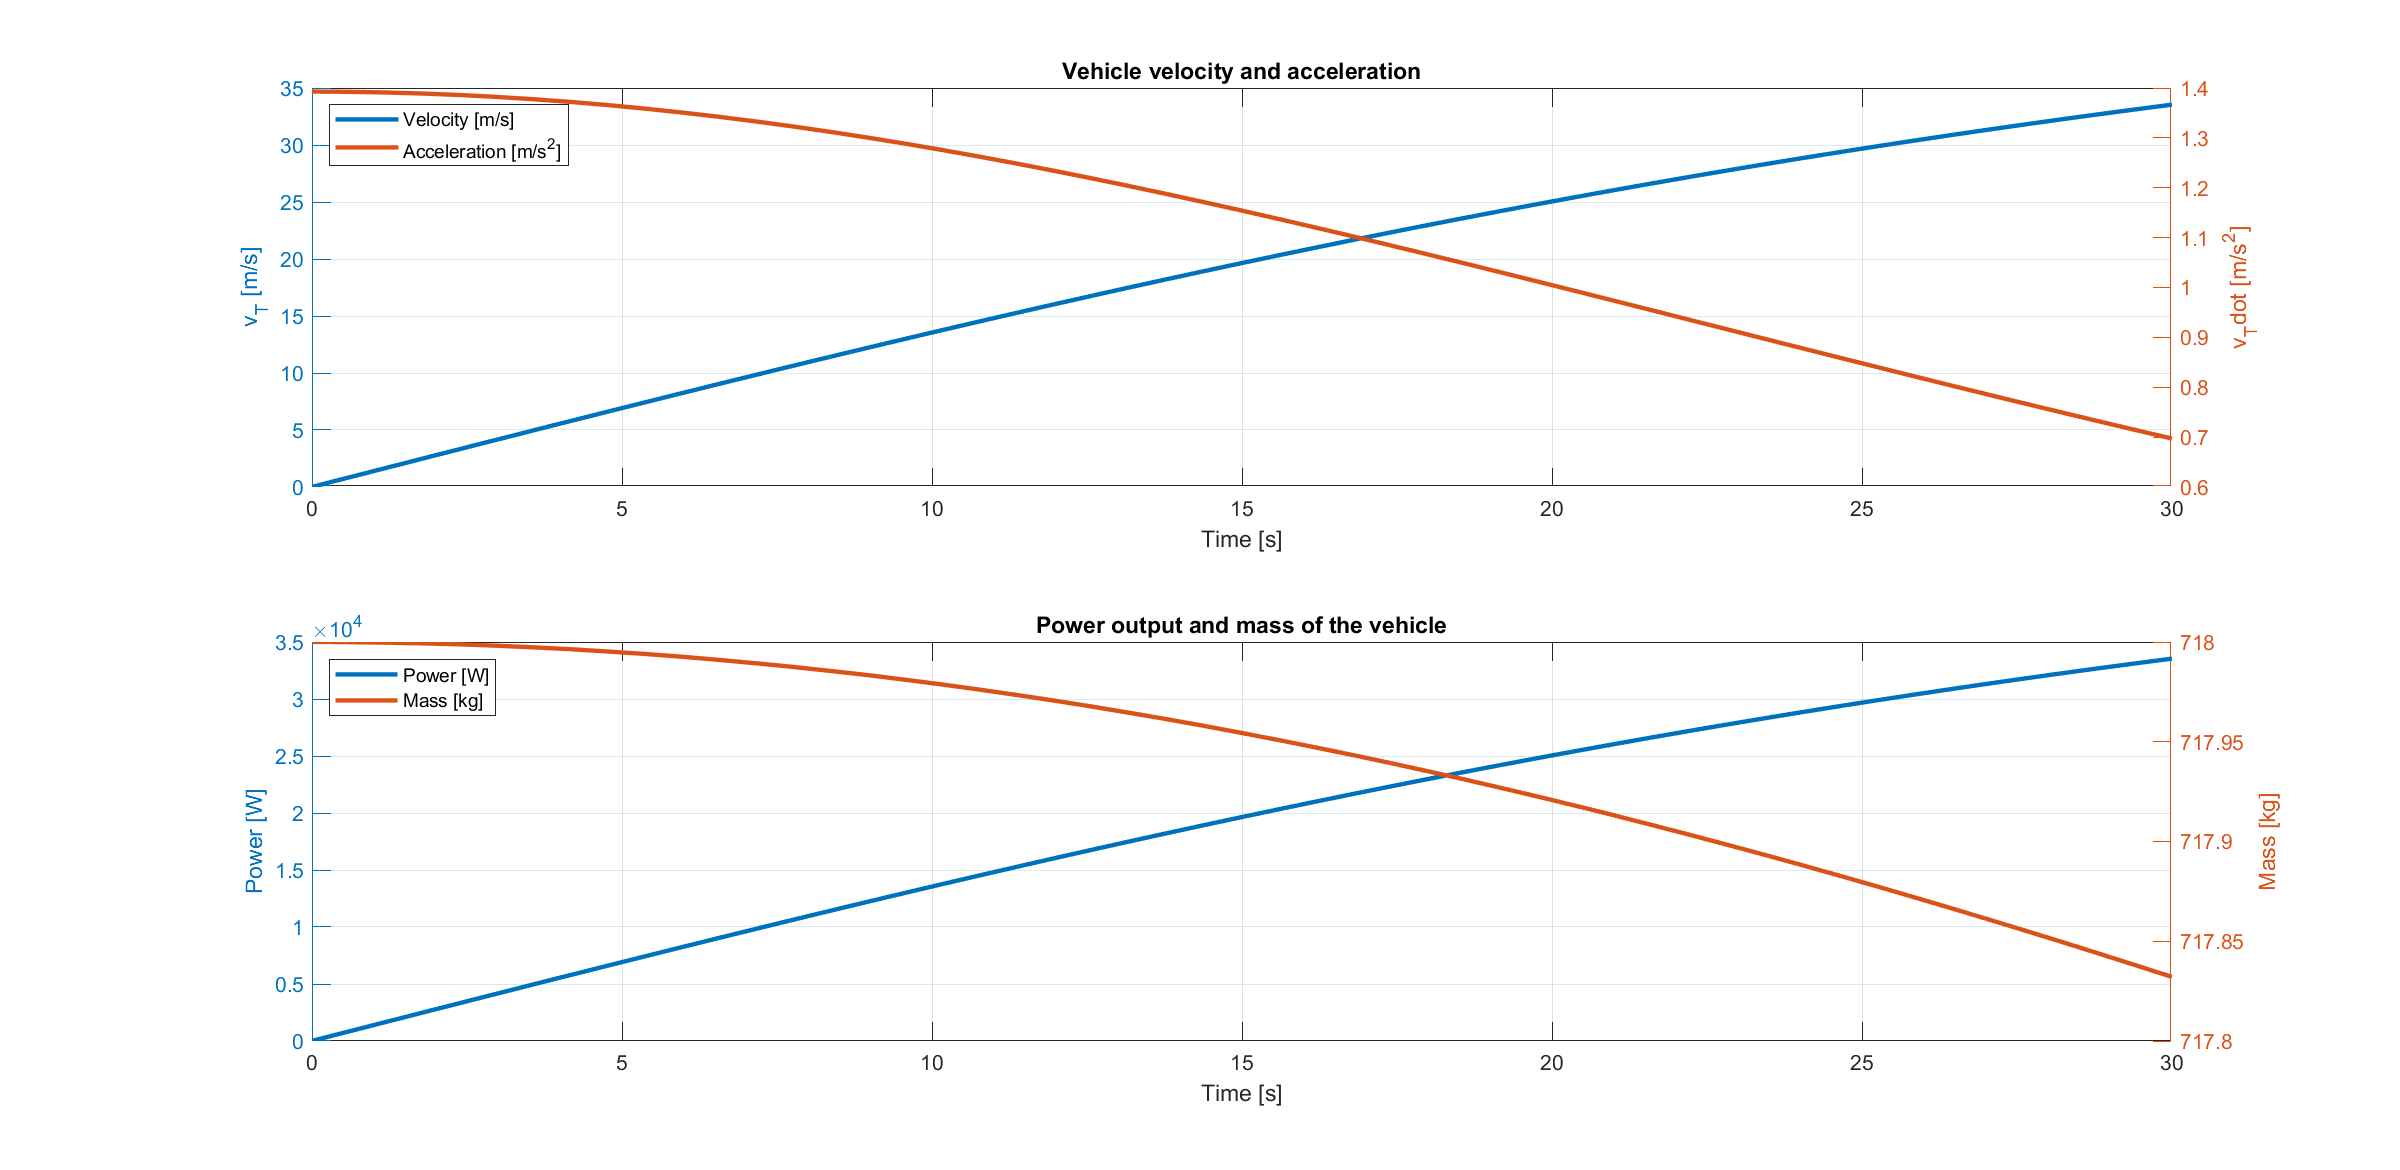 Vehicle velocity and acceleration
35
30
25
20
15
10
5
0
v_T [m/s]
Velocity [m/s]
Acceleration [m/s^2]
1.4
1.3
1.2
1.1
1
0.9
0.8
0.7
0.6
v_Tdot [m/s^2]
0 5 10 15 20 25 30
Time [s]
Power output and mass of the vehicle
×10^4
3.5
3
2.5
2
1.5
1
0.5
0
Power [W]
Power [W]
Mass [kg]
718
717.95
717.9
717.85
717.8
Mass [kg]
0 5 10 15 20 25 30
Time [s]